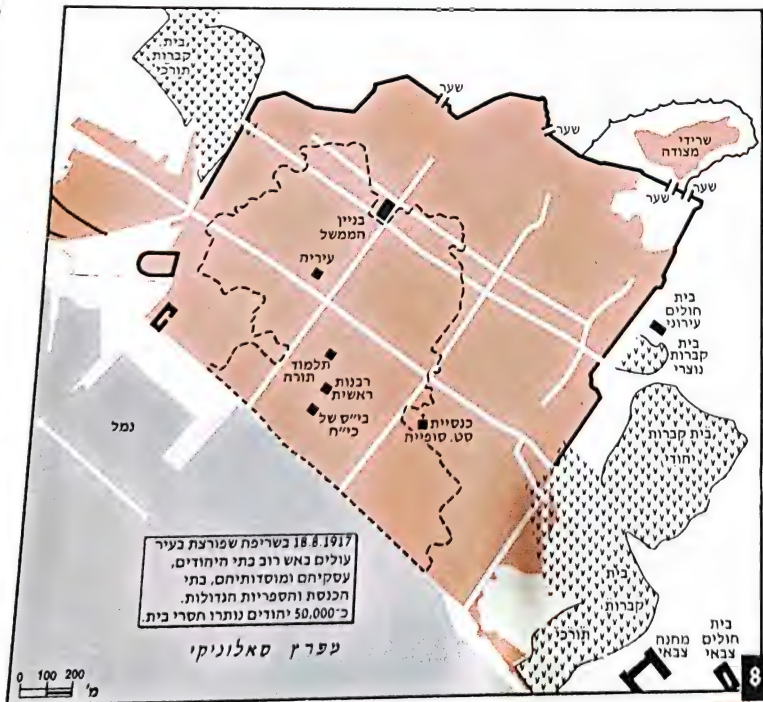 בית
קברות
תורכי
שער
שער
שרידי
מצודה
שער
שער
בניין
הממשל
עיריה
בית
חולים
עירוני
בית
קברות
נוצרי
תלמוד
תורה
רבנות
ראשית
בי"ס של
כי"ח
כנסיית
סט. סופייה
בית קברות
יהודי
נמל
18.8.1917 בשריפה שפורצת בעיר
עולים באש רוב בתי היהודים,
עסקיהם ומוסדותיהם, בתי
הכנסת והספריות הגדולות.
כ־50,000 יהודים נותרו חסרי בית.
בית
קברות
תורכי
מפרץ סאלוניקי
מחנה
צבאי
בית
חולים
צבאי
0 100 200
מ'
8